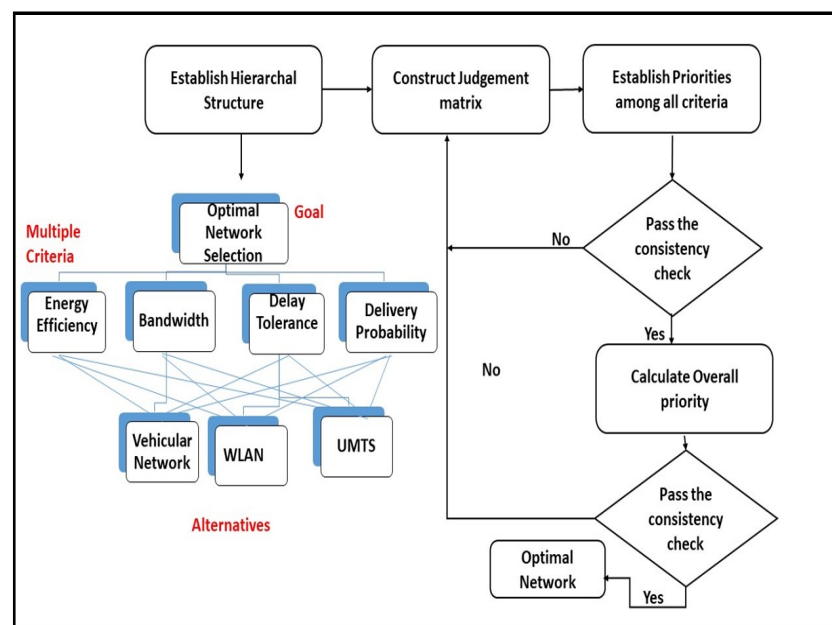 Establish Hierarchal
Structure
Construct Judgement
matrix
Establish Priorities
among all criteria
Optimal
Network
Selection
Goal
Multiple
Criteria
Energy
Efficiency
Bandwidth
Delay
Tolerance
Delivery
Probability
Vehicular
Network
WLAN
UMTS
Alternatives
Pass the
consistency
check
No
Yes
Calculate Overall
priority
No
Pass the
consistency
check
Yes
Optimal
Network